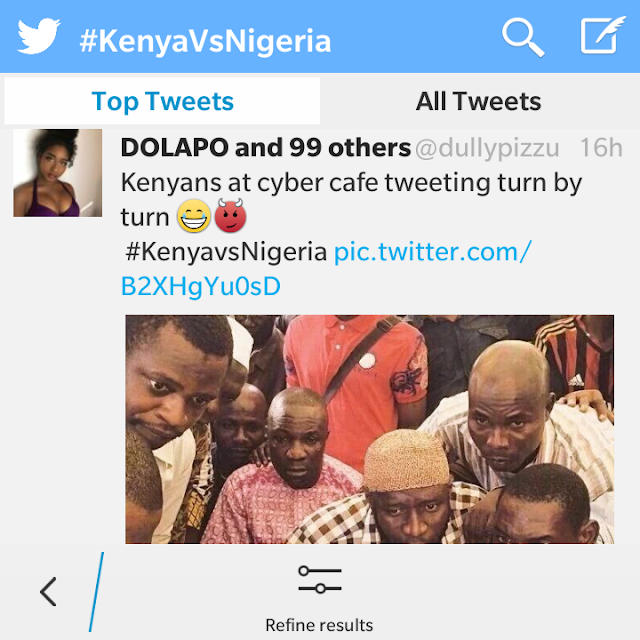 #KenyaVsNigeria
Top Tweets All Tweets
DOLAPO and 99 others @dullypizzu 16h
Kenyans at cyber cafe tweeting turn by
turn 😂😈
#KenyavsNigeria pic.twitter.com/
B2XHgYu0sD
Refine results